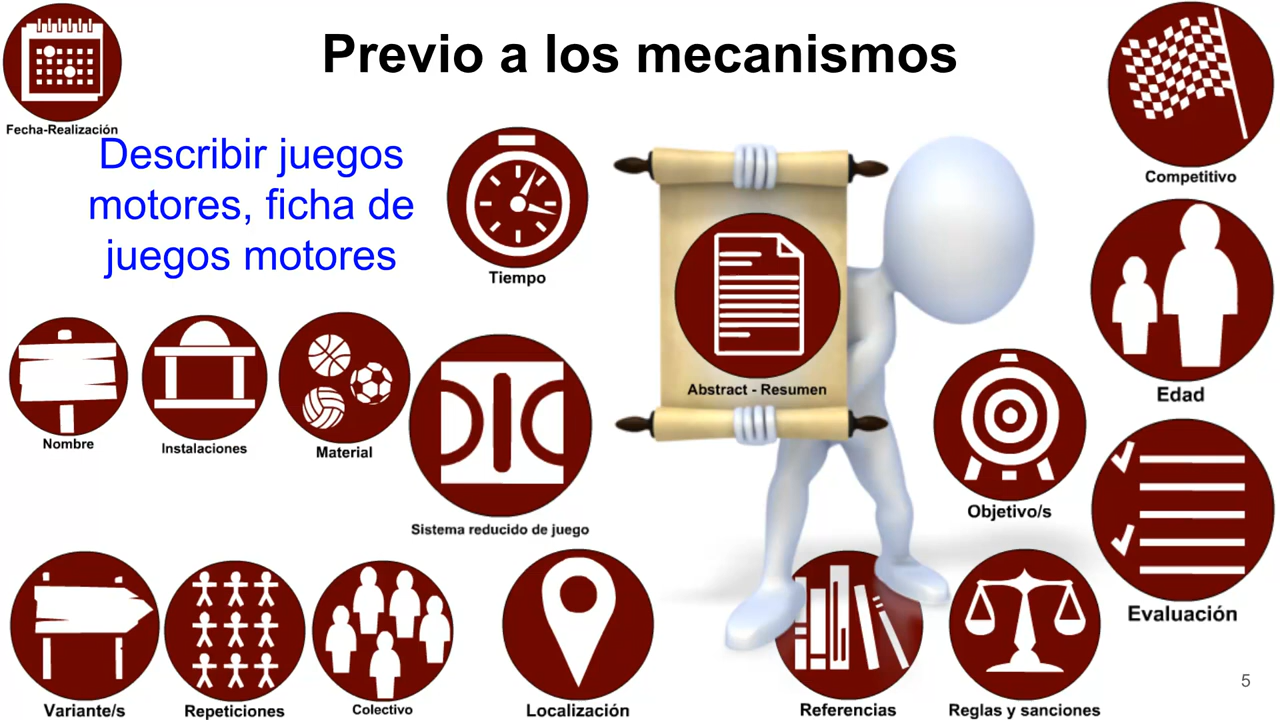 Previo a los mecanismos
Fecha-Realización
Describir juegos
motores, ficha de
juegos motores
Tiempo
Competitivo
Abstract - Resumen
Edad
Nombre
Instalaciones
Material
Sistema reducido de juego
Objetivo/s
Evaluación
Variante/s
Repeticiones
Colectivo
Localización
Referencias
Reglas y sanciones
5